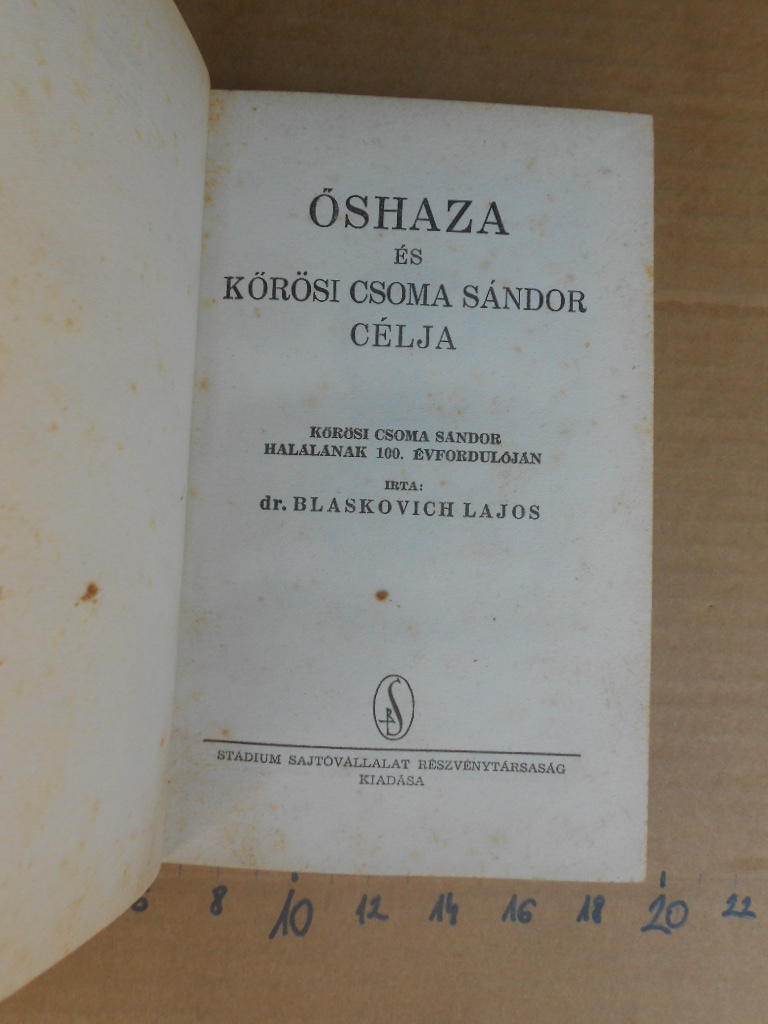 ŐSHAZA
ÉS
KŐRÖSI CSOMA SÁNDOR
CÉLJA
KŐRÖSI CSOMA SÁNDOR
HALÁLÁNAK 100. ÉVFORDULÓJÁN
IRTA:
dr. BLASKOVICH LAJOS
STÁDIUM SAJTÓVÁLLALAT RÉSZVÉNYTÁRSASÁG
KIADÁSA
8 10 12 14 16 18 20 22